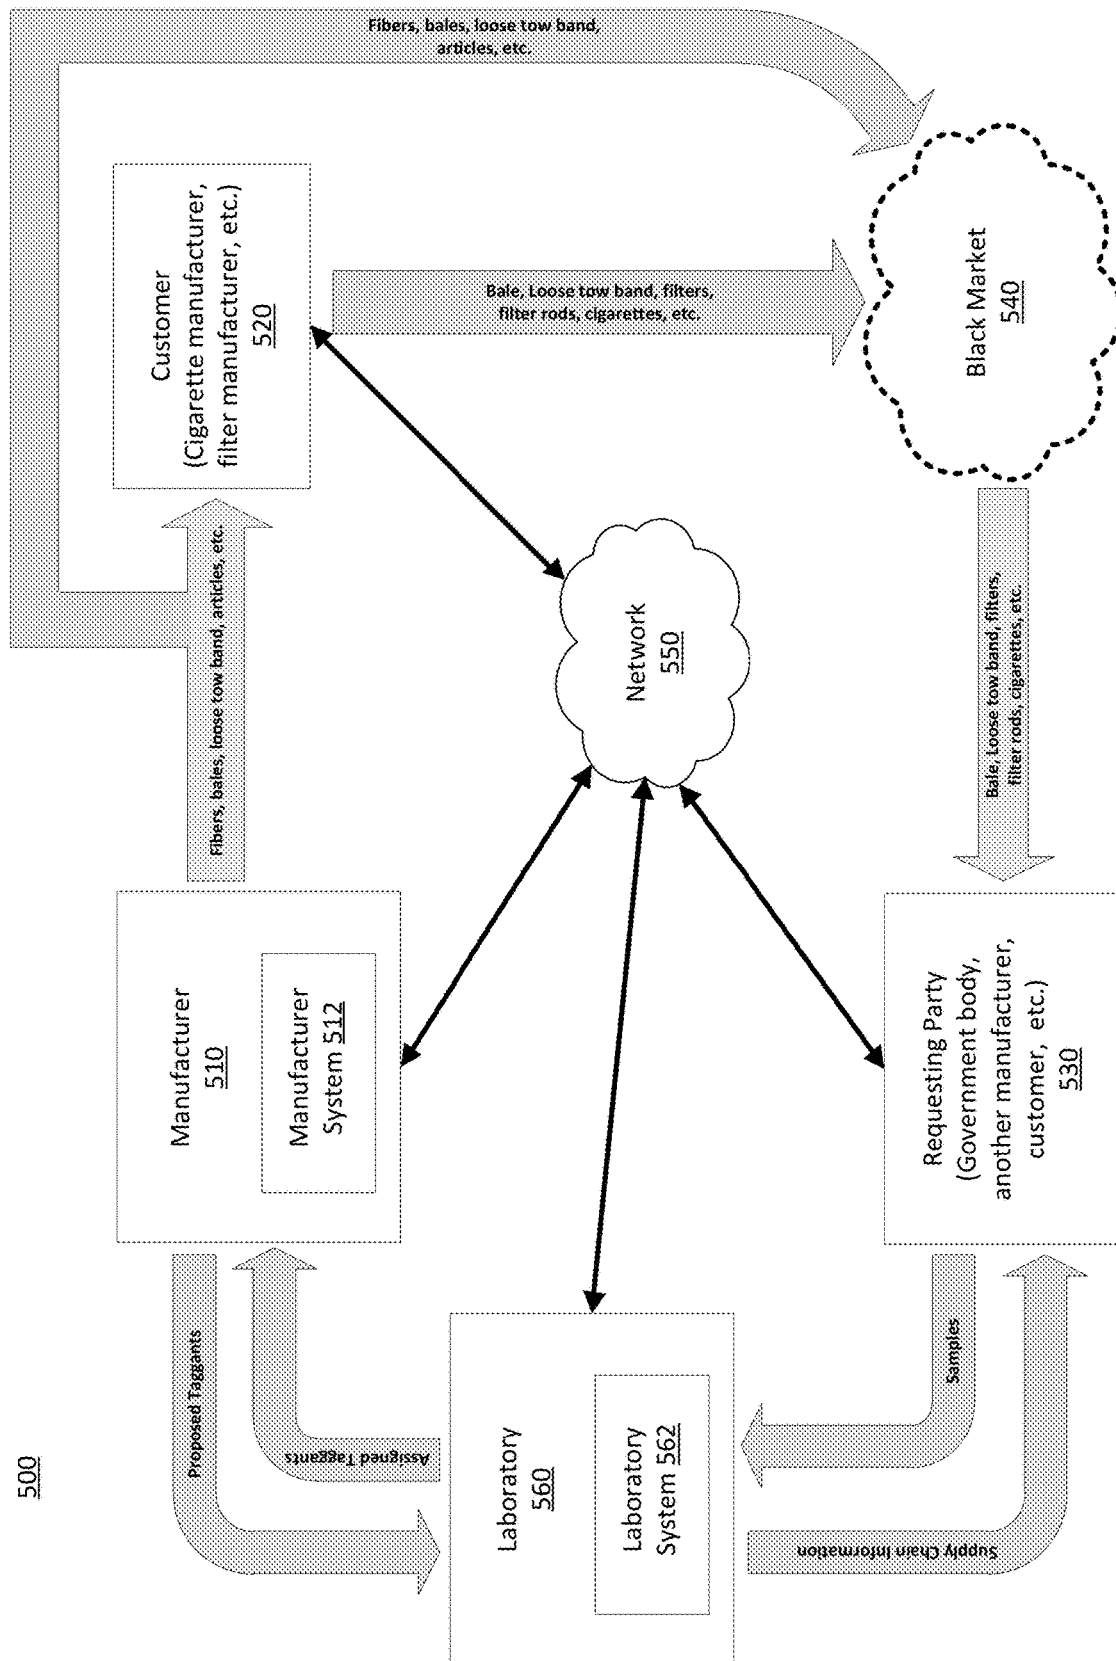 500
Proposed Taggants
Assigned Taggants
Manufacturer
510
Manufacturer
System 512
Fibers, bales, loose tow band, articles, etc.
Fibers, bales, loose tow band,
articles, etc.
Customer
(Cigarette manufacturer,
filter manufacturer, etc.)
520
Laboratory
560
Laboratory
System 562
Network
550
Bale, Loose tow band, filters,
filter rods, cigarettes, etc.
Samples
Supply Chain Information
Requesting Party
(Government body,
another manufacturer,
customer, etc.)
530
Bale, Loose tow band, filters,
filter rods, cigarettes, etc.
Black Market
540